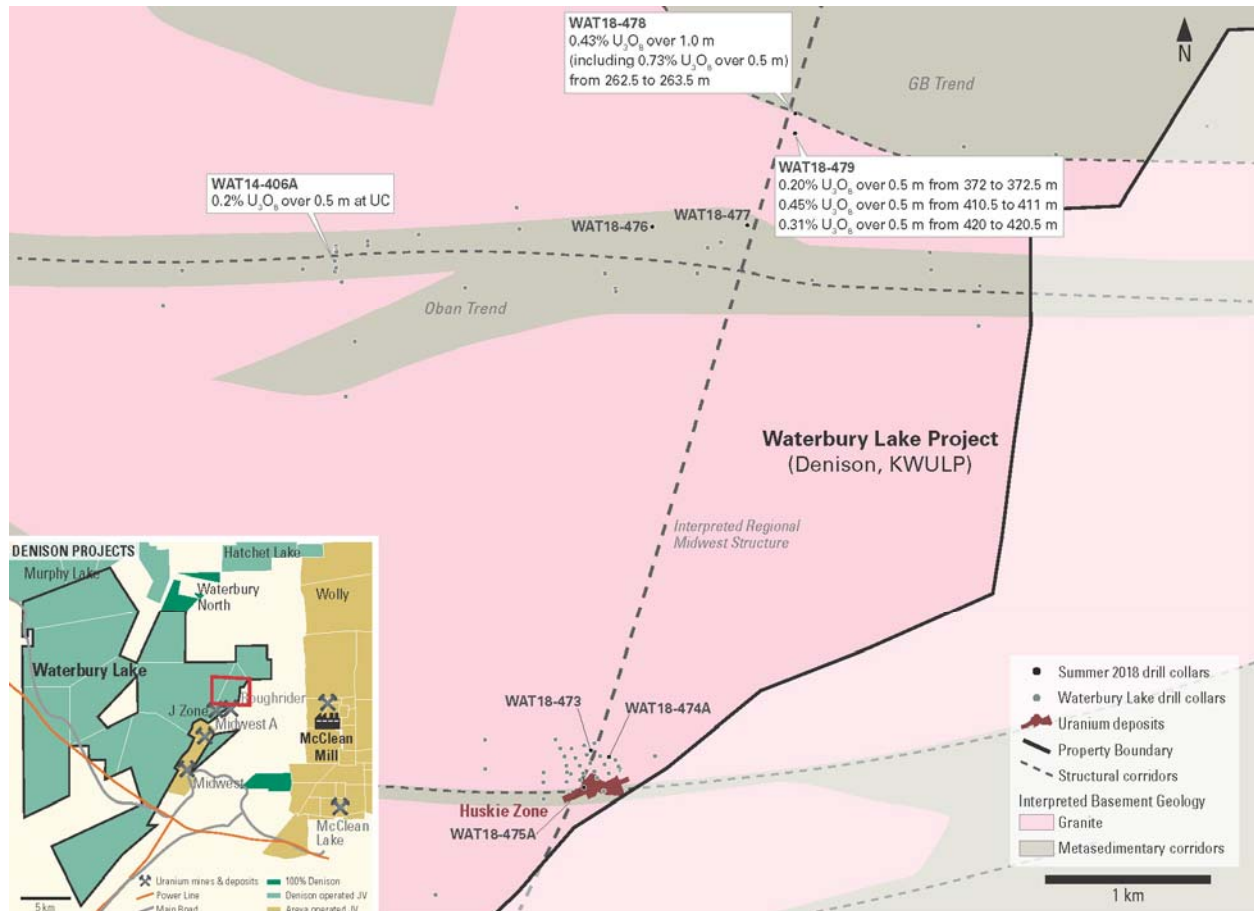 WAT18-478
0.43% U₃O₈ over 1.0 m
(including 0.73% U₃O₈ over 0.5 m)
from 262.5 to 263.5 m
N
GB Trend
WAT18-479
0.20% U₃O₈ over 0.5 m from 372 to 372.5 m
0.45% U₃O₈ over 0.5 m from 410.5 to 411 m
0.31% U₃O₈ over 0.5 m from 420 to 420.5 m
WAT14-406A
0.2% U₃O₈ over 0.5 m at UC
WAT18-476
WAT18-477
Oban Trend
Waterbury Lake Project
(Denison, KWULP)
Interpreted Regional
Midwest Structure
WAT18-473
WAT18-474A
Huskie Zone
WAT18-475A
DENISON PROJECTS
Hatchet Lake
Murphy Lake
Waterbury
North
Wolly
Waterbury Lake
Roughrider
J Zone
Midwest A
McClean
Mill
Midwest
McClean
Lake
Uranium mines & deposits
Power Line
Main Road
100% Denison
Denison operated JV
Areva operated JV
5 km
Summer 2018 drill collars
Waterbury Lake drill collars
Uranium deposits
Property Boundary
Structural corridors
Interpreted Basement Geology
Granite
Metasedimentary corridors
1 km